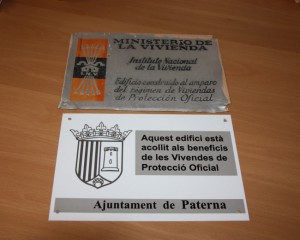 MINISTERIO DE
LA VIVIENDA
Instituto Nacional
de la Vivienda
Edificio construido al amparo
del régimen de Viviendas
de Protección Oficial
Aquest edifici està
acollit als beneficis
de les Vivendes de
Protecció Oficial
Ajuntament de Paterna